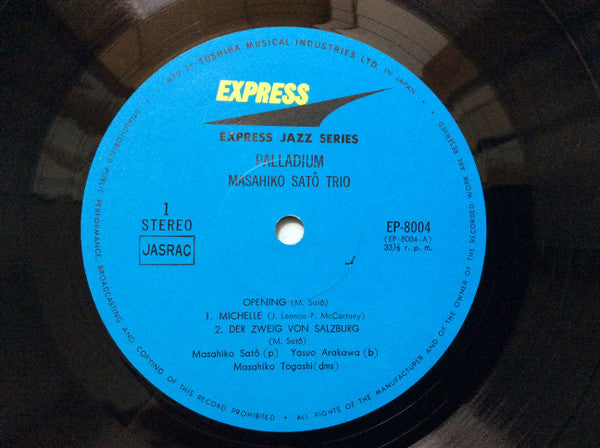 MFD. BY TOSHIBA MUSICAL INDUSTRIES LTD. IN JAPAN. ALL RIGHTS OF THE MANUFACTURER AND OF THE OWNER OF THE RECORDED WORK ARE RESERVED
UNAUTHORIZED PUBLIC PERFORMANCE, BROADCASTING AND COPYING OF THIS RECORD PROHIBITED
EXPRESS
EXPRESS JAZZ SERIES
PALLADIUM
MASAHIKO SATÔ TRIO
1
STEREO
JASRAC
EP-8004
(EP-8004-A)
33⅓ r. p. m.
OPENING (M. Satô)
1. MICHELLE (J. Lennon-P. McCartney)
2. DER ZWEIG VON SALZBURG
(M. Satô)
Masahiko Satô (p) Yasuo Arakawa (b)
Masahiko Togashi (dms)